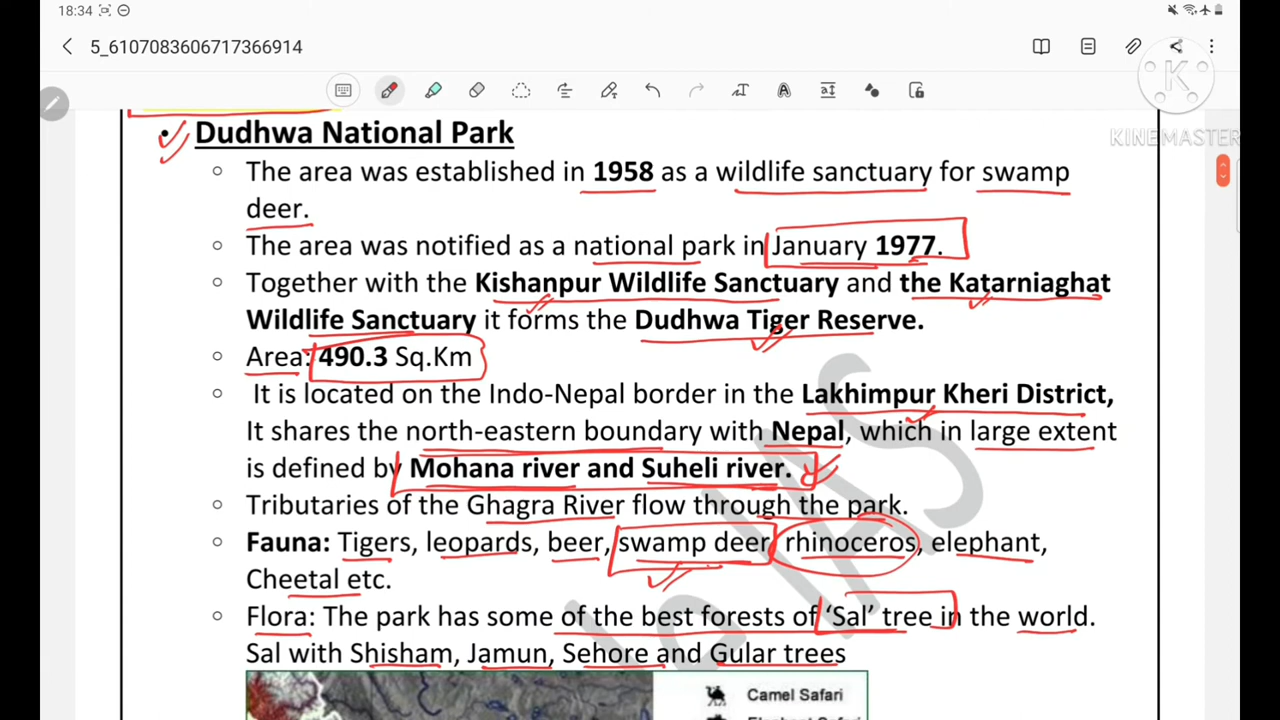 18:34
5_6107083606717366914
K
KINEMASTER
• Dudhwa National Park
○ The area was established in 1958 as a wildlife sanctuary for swamp
deer.
○ The area was notified as a national park in January 1977.
○ Together with the Kishanpur Wildlife Sanctuary and the Katarniaghat
Wildlife Sanctuary it forms the Dudhwa Tiger Reserve.
○ Area: 490.3 Sq.Km
○ It is located on the Indo-Nepal border in the Lakhimpur Kheri District,
It shares the north-eastern boundary with Nepal, which in large extent
is defined by Mohana river and Suheli river.
○ Tributaries of the Ghagra River flow through the park.
○ Fauna: Tigers, leopards, beer, swamp deer, rhinoceros, elephant,
Cheetal etc.
○ Flora: The park has some of the best forests of ‘Sal’ tree in the world.
Sal with Shisham, Jamun, Sehore and Gular trees
Camel Safari